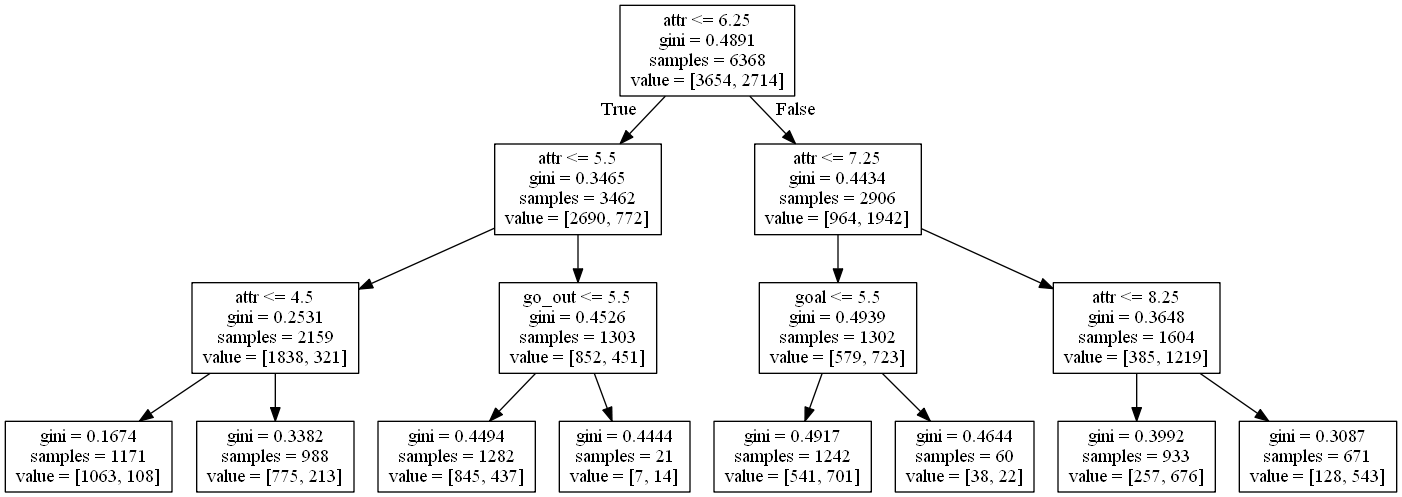 attr <= 6.25
gini = 0.4891
samples = 6368
value = [3654, 2714]
True
False
attr <= 5.5
gini = 0.3465
samples = 3462
value = [2690, 772]
attr <= 7.25
gini = 0.4434
samples = 2906
value = [964, 1942]
attr <= 4.5
gini = 0.2531
samples = 2159
value = [1838, 321]
go_out <= 5.5
gini = 0.4526
samples = 1303
value = [852, 451]
goal <= 5.5
gini = 0.4939
samples = 1302
value = [579, 723]
attr <= 8.25
gini = 0.3648
samples = 1604
value = [385, 1219]
gini = 0.1674
samples = 1171
value = [1063, 108]
gini = 0.3382
samples = 988
value = [775, 213]
gini = 0.4494
samples = 1282
value = [845, 437]
gini = 0.4444
samples = 21
value = [7, 14]
gini = 0.4917
samples = 1242
value = [541, 701]
gini = 0.4644
samples = 60
value = [38, 22]
gini = 0.3992
samples = 933
value = [257, 676]
gini = 0.3087
samples = 671
value = [128, 543]